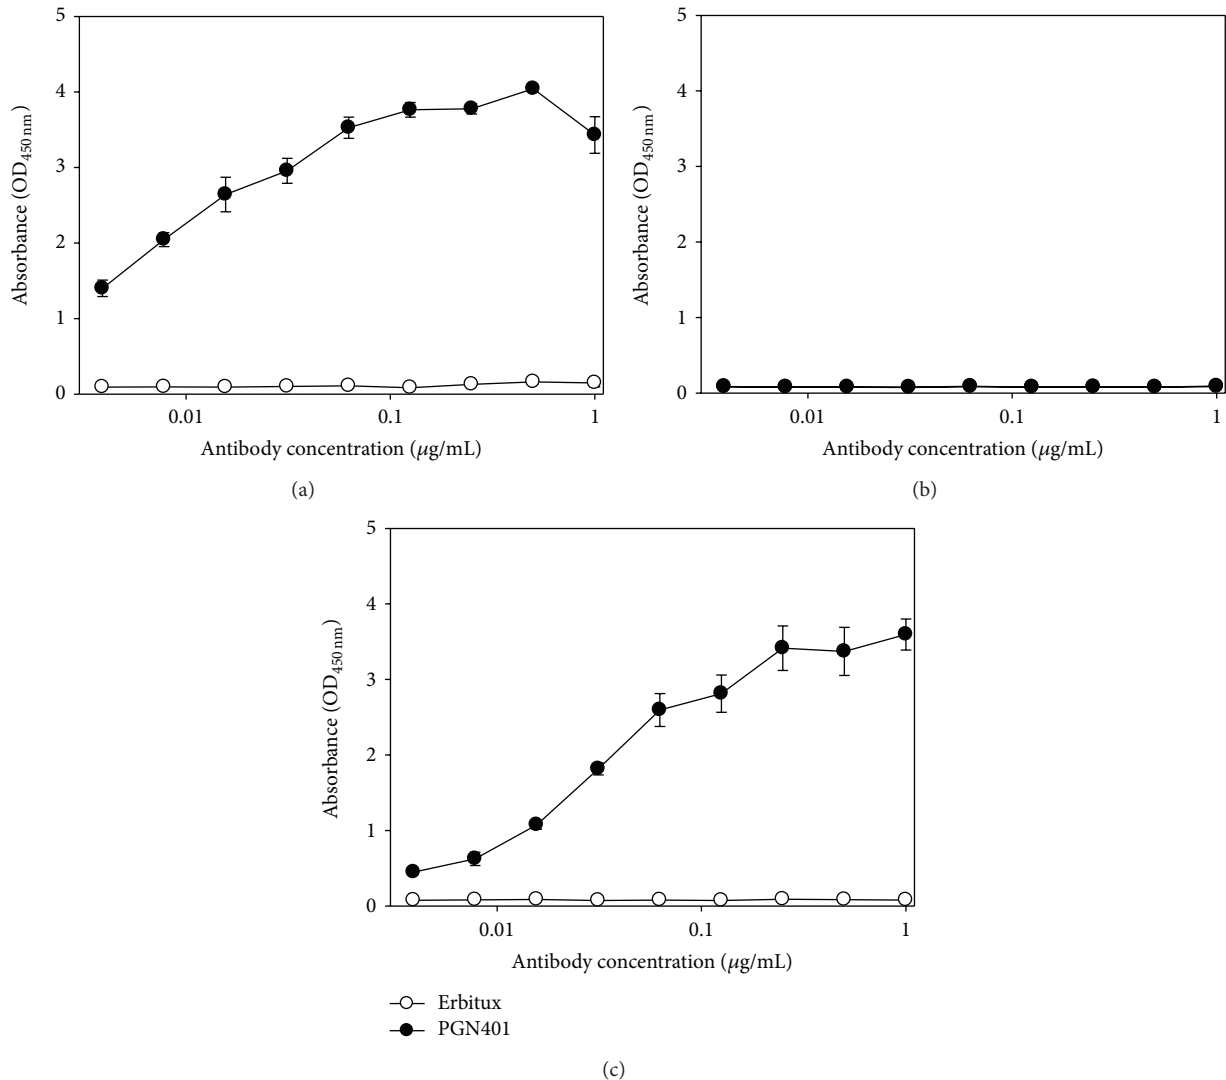 5
4
3
2
1
0
Absorbance (OD450 nm)
0.01
0.1
1
Antibody concentration (μg/mL)
(a)
5
4
3
2
1
0
Absorbance (OD450 nm)
0.01
0.1
1
Antibody concentration (μg/mL)
(b)
5
4
3
2
1
0
Absorbance (OD450 nm)
0.01
0.1
1
Antibody concentration (μg/mL)
Erbitux
PGN401
(c)